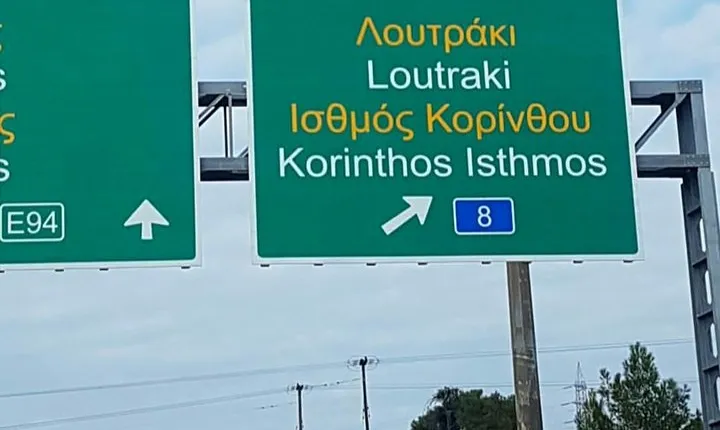 ς
s
ς
s
E94
Λουτράκι
Loutraki
Ισθμός Κορίνθου
Korinthos Isthmos
8